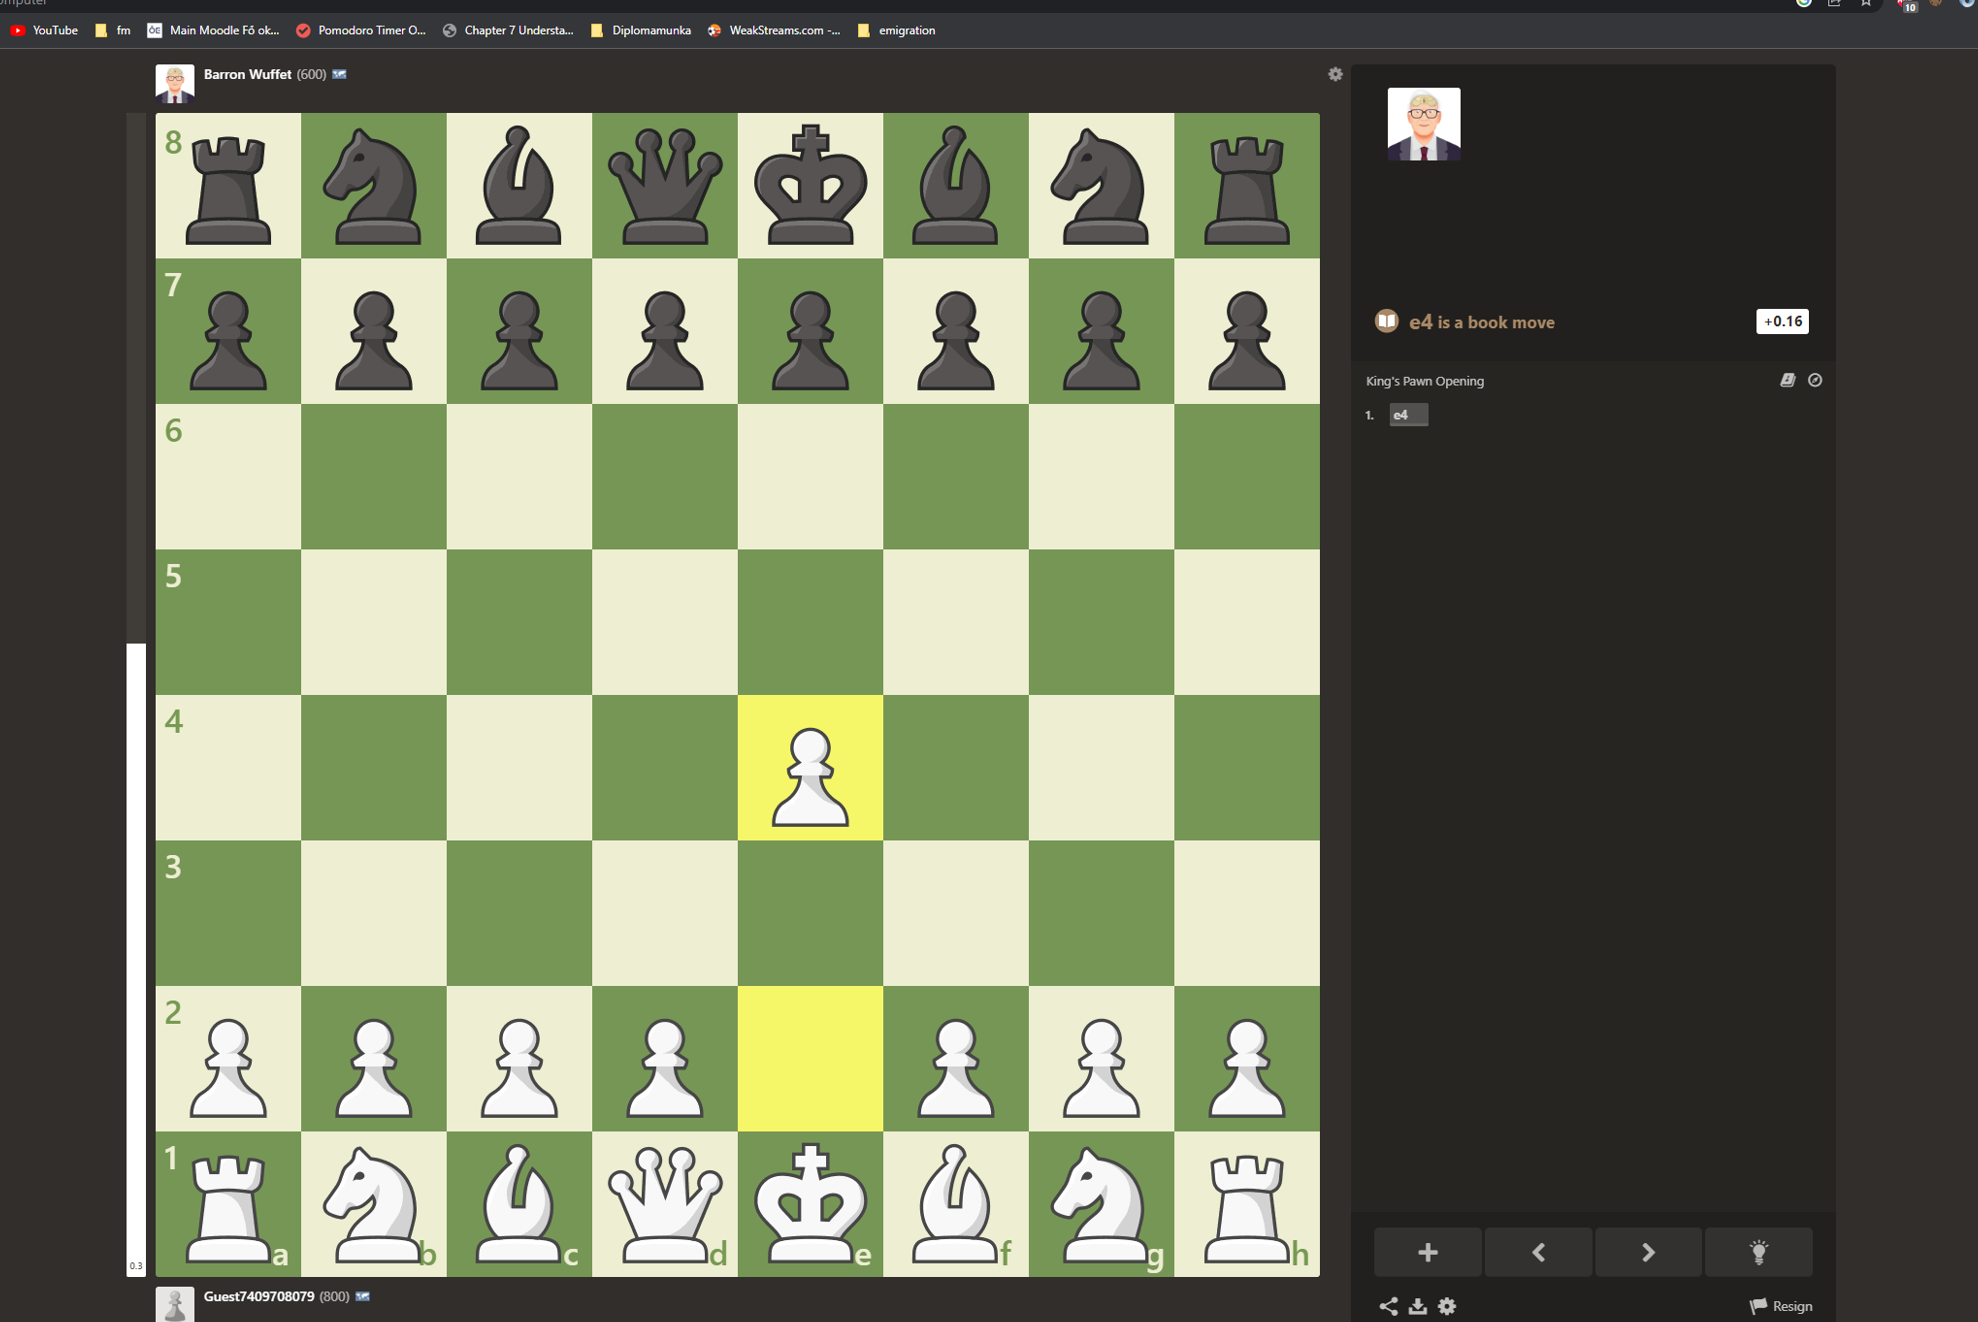 omputer
10
YouTube fm Main Moodle Fő ok... Pomodoro Timer O... Chapter 7 Understa... Diplomamunka WeakStreams.com -... emigration
Barron Wuffet (600)
8
7
6
5
4
3
2
1
a b c d e f g h
0.3
Guest7409708079 (800)
e4 is a book move +0.16
King's Pawn Opening
1. e4
Resign